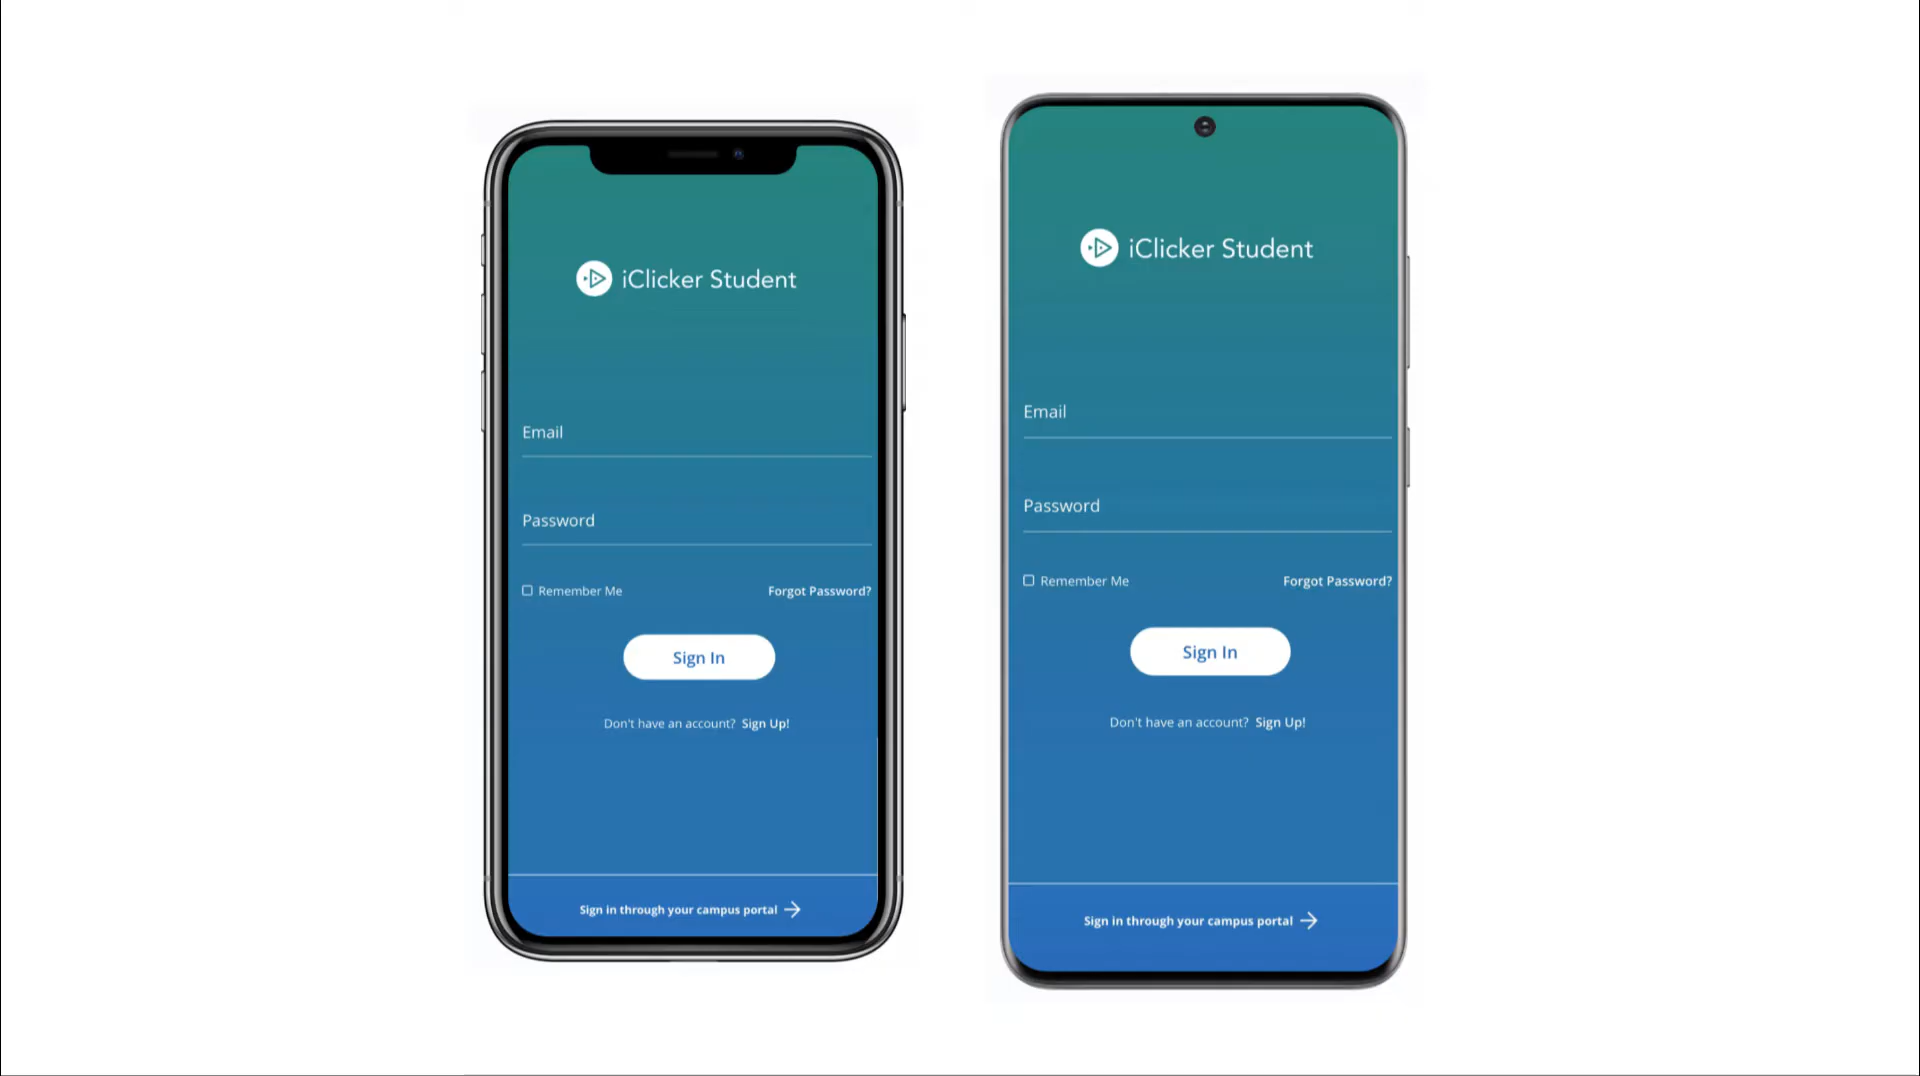 iClicker Student
Email
Password
Remember Me
Forgot Password?
Sign In
Don't have an account? Sign Up!
Sign in through your campus portal
iClicker Student
Email
Password
Remember Me
Forgot Password?
Sign In
Don't have an account? Sign Up!
Sign in through your campus portal